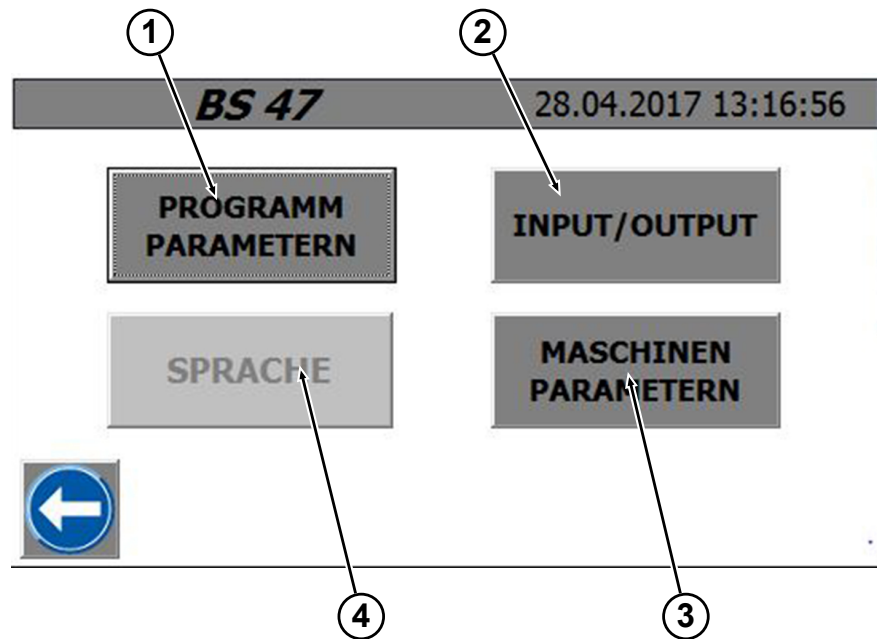 1
2
BS 47
28.04.2017 13:16:56
PROGRAMM
PARAMETERN
INPUT/OUTPUT
SPRACHE
MASCHINEN
PARAMETERN
4
3